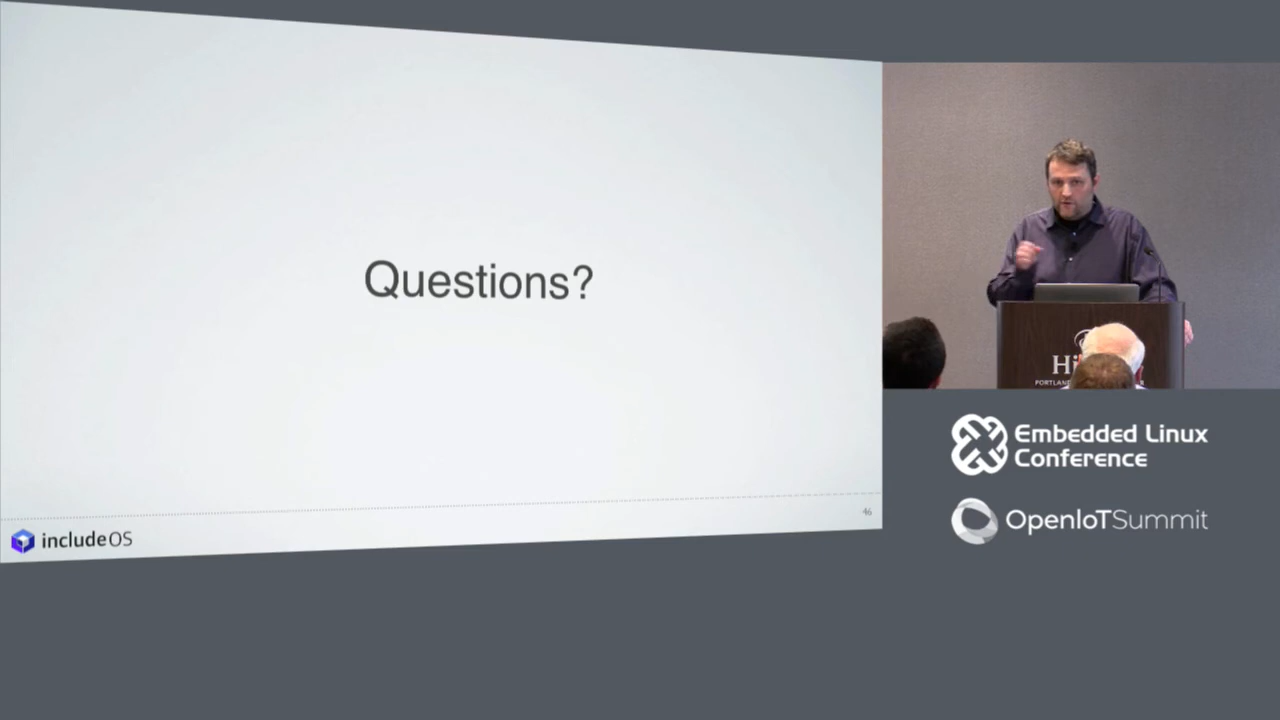 Questions?
46
includeOS
Embedded Linux
Conference
OpenIoTSummit